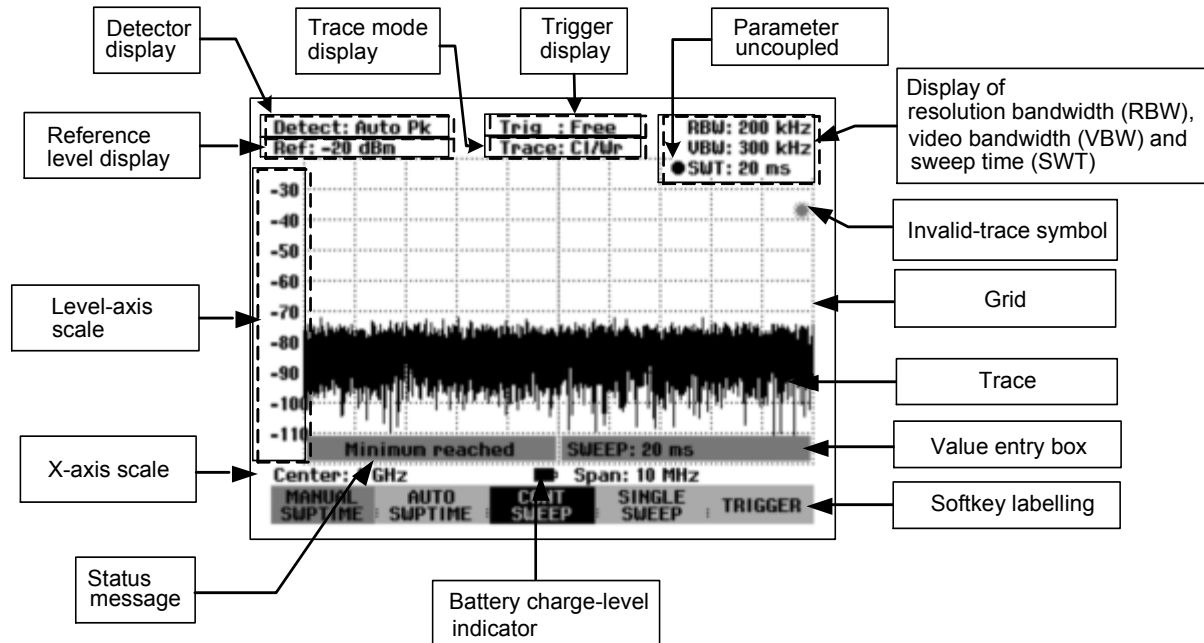 Detector
display
Trace mode
display
Trigger
display
Parameter
uncoupled
Reference
level display
Display of
resolution bandwidth (RBW),
video bandwidth (VBW) and
sweep time (SWT)
Detect: Auto Pk
Trig : Free
RBW: 200 kHz
Ref: -20 dBm
Trace: Cl/Wr
VBW: 300 kHz
SWT: 20 ms
-30
-40
-50
-60
-70
-80
-90
-100
-110
Invalid-trace symbol
Grid
Level-axis
scale
Trace
Minimum reached
SWEEP: 20 ms
Value entry box
X-axis scale
Center: GHz
Span: 10 MHz
MANUAL
SWPTIME
AUTO
SWPTIME
CONT
SWEEP
SINGLE
SWEEP
TRIGGER
Softkey labelling
Status
message
Battery charge-level
indicator